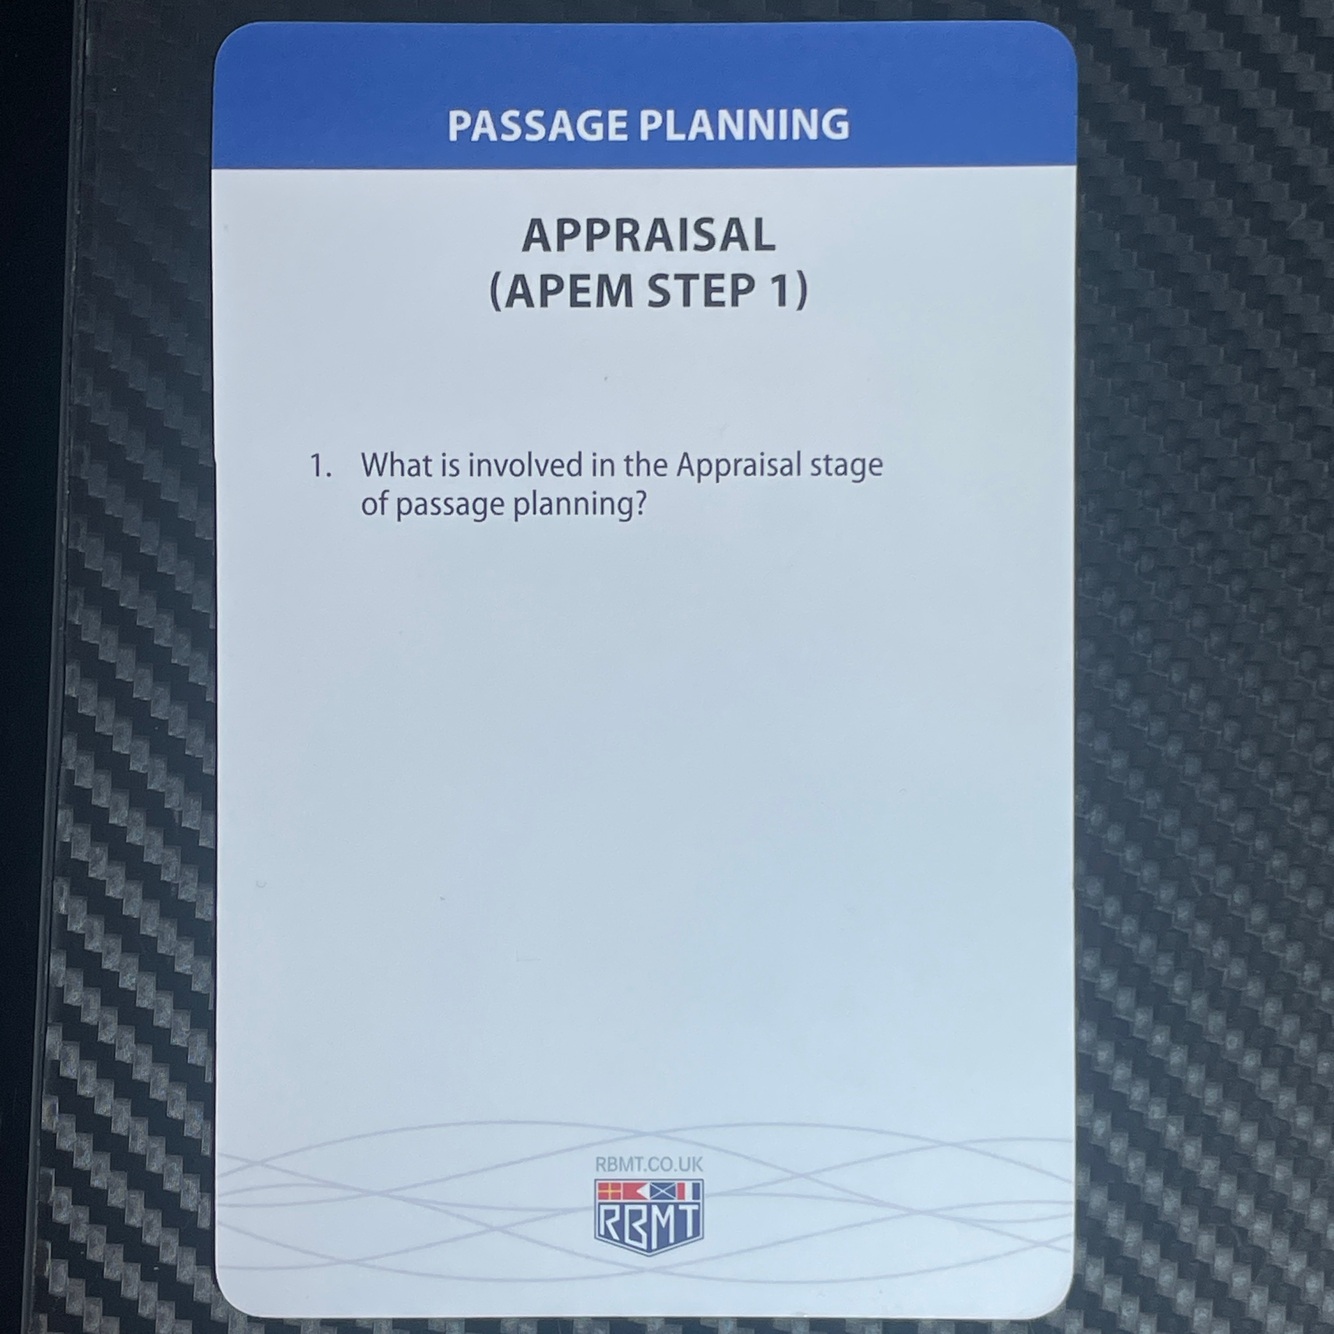 PASSAGE PLANNING
APPRAISAL
(APEM STEP 1)
1. What is involved in the Appraisal stage
of passage planning?
RBMT.CO.UK
RBMT